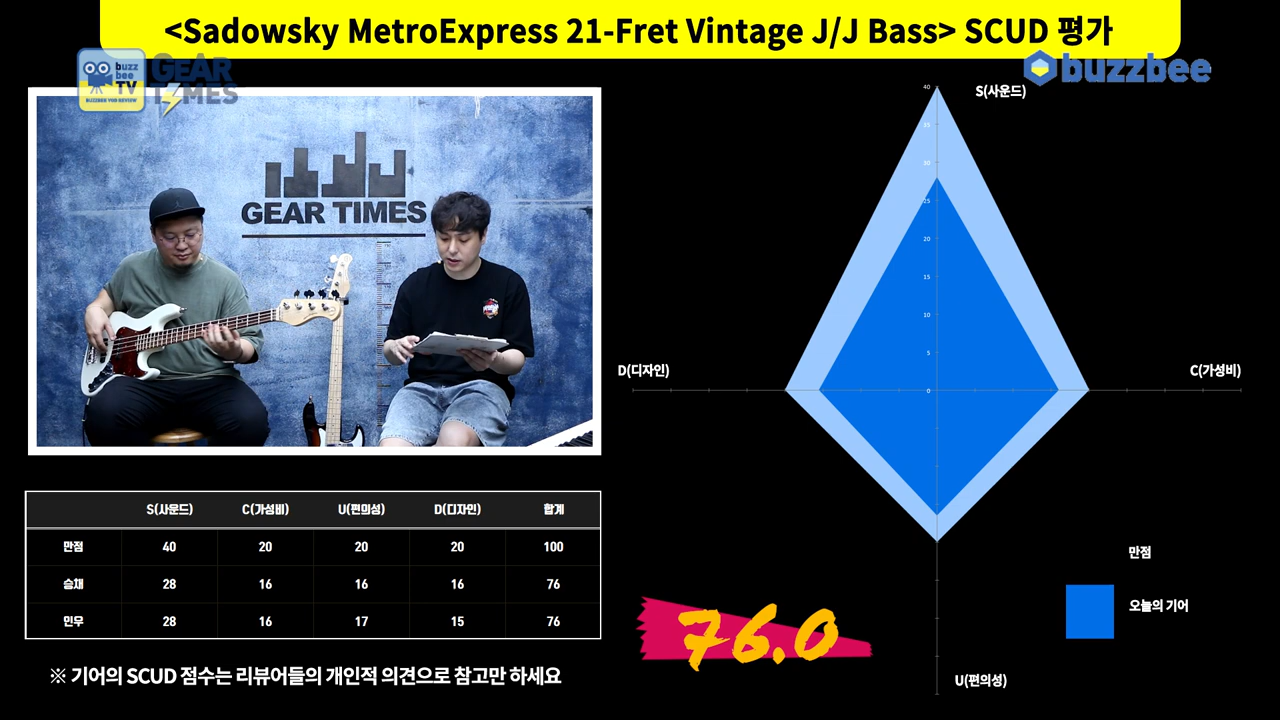 <Sadowsky MetroExpress 21-Fret Vintage J/J Bass> SCUD 평가
buzz
bee
TV
BUZZBEE VOD REVIEW
GEAR
TIMES
buzzbee
GEAR TIMES
S(사운드)
40
35
30
25
20
15
10
5
0
D(디자인)
C(가성비)
U(편의성)
만점
오늘의 기어
S(사운드) C(가성비) U(편의성) D(디자인) 합계
만점 40 20 20 20 100
승채 28 16 16 16 76
민우 28 16 17 15 76
76.0
※ 기어의 SCUD 점수는 리뷰어들의 개인적 의견으로 참고만 하세요